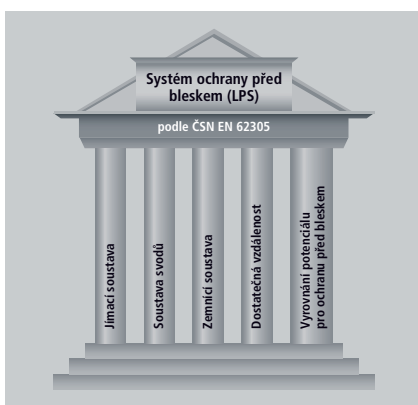 Systém ochrany před
bleskem (LPS)
podle ČSN EN 62305
Jímací soustava
Soustava svodů
Zemnicí soustava
Dostatečná vzdálenost
Vyrovnání potenciálu
pro ochranu před bleskem